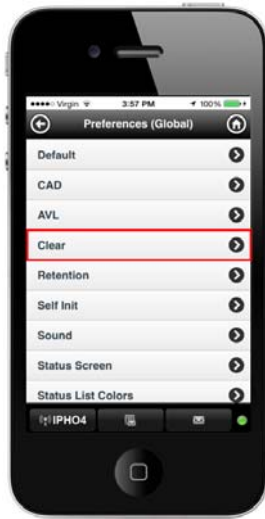 Virgin 3:57 PM 100%
Preferences (Global)
Default
CAD
AVL
Clear
Retention
Self Init
Sound
Status Screen
Status List Colors
IPHO4